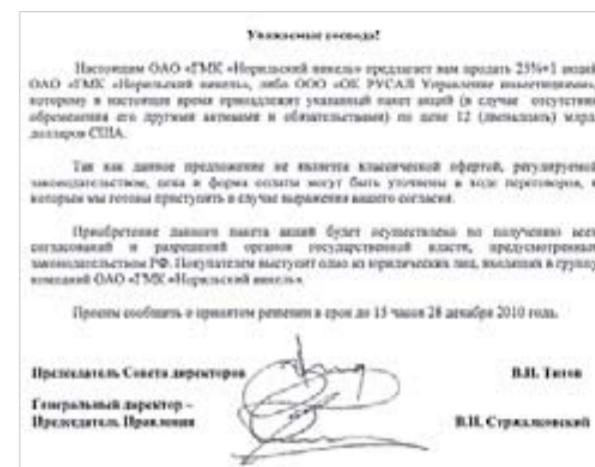 Уважаемые господа!
Настоящим ОАО «ГМК «Норильский никель» предлагает вам продать 25%+1 акцей
ОАО «ГМК «Норильский никель», либо ООО «ОК РУСАЛ Управление инвестициями»,
которому в настоящее время принадлежит указанный пакет акций (в случае отсутствия
обременения его другими активами и обязательствами) по цене 12 (двенадцать) млрд.
долларов США.
Так как данное предложение не является классической офертой, регулируемой
законодательством, цена и форма оплаты могут быть уточнены в ходе переговоров, к
которым мы готовы приступить в случае выражения вашего согласия.
Приобретение данного пакета акций будет осуществлено по получению всех
согласований и разрешений органов государственной власти, предусмотренных
законодательством РФ. Покупателем выступит одно из юридических лиц, входящих в группу
компаний ОАО «ГМК «Норильский никель».
Просим сообщить о принятом решении в срок до 15 часов 28 декабря 2010 года.
Председатель Совета директоров В.П. Титов
Генеральный директор –
Председатель Правления В.П. Стржалковский